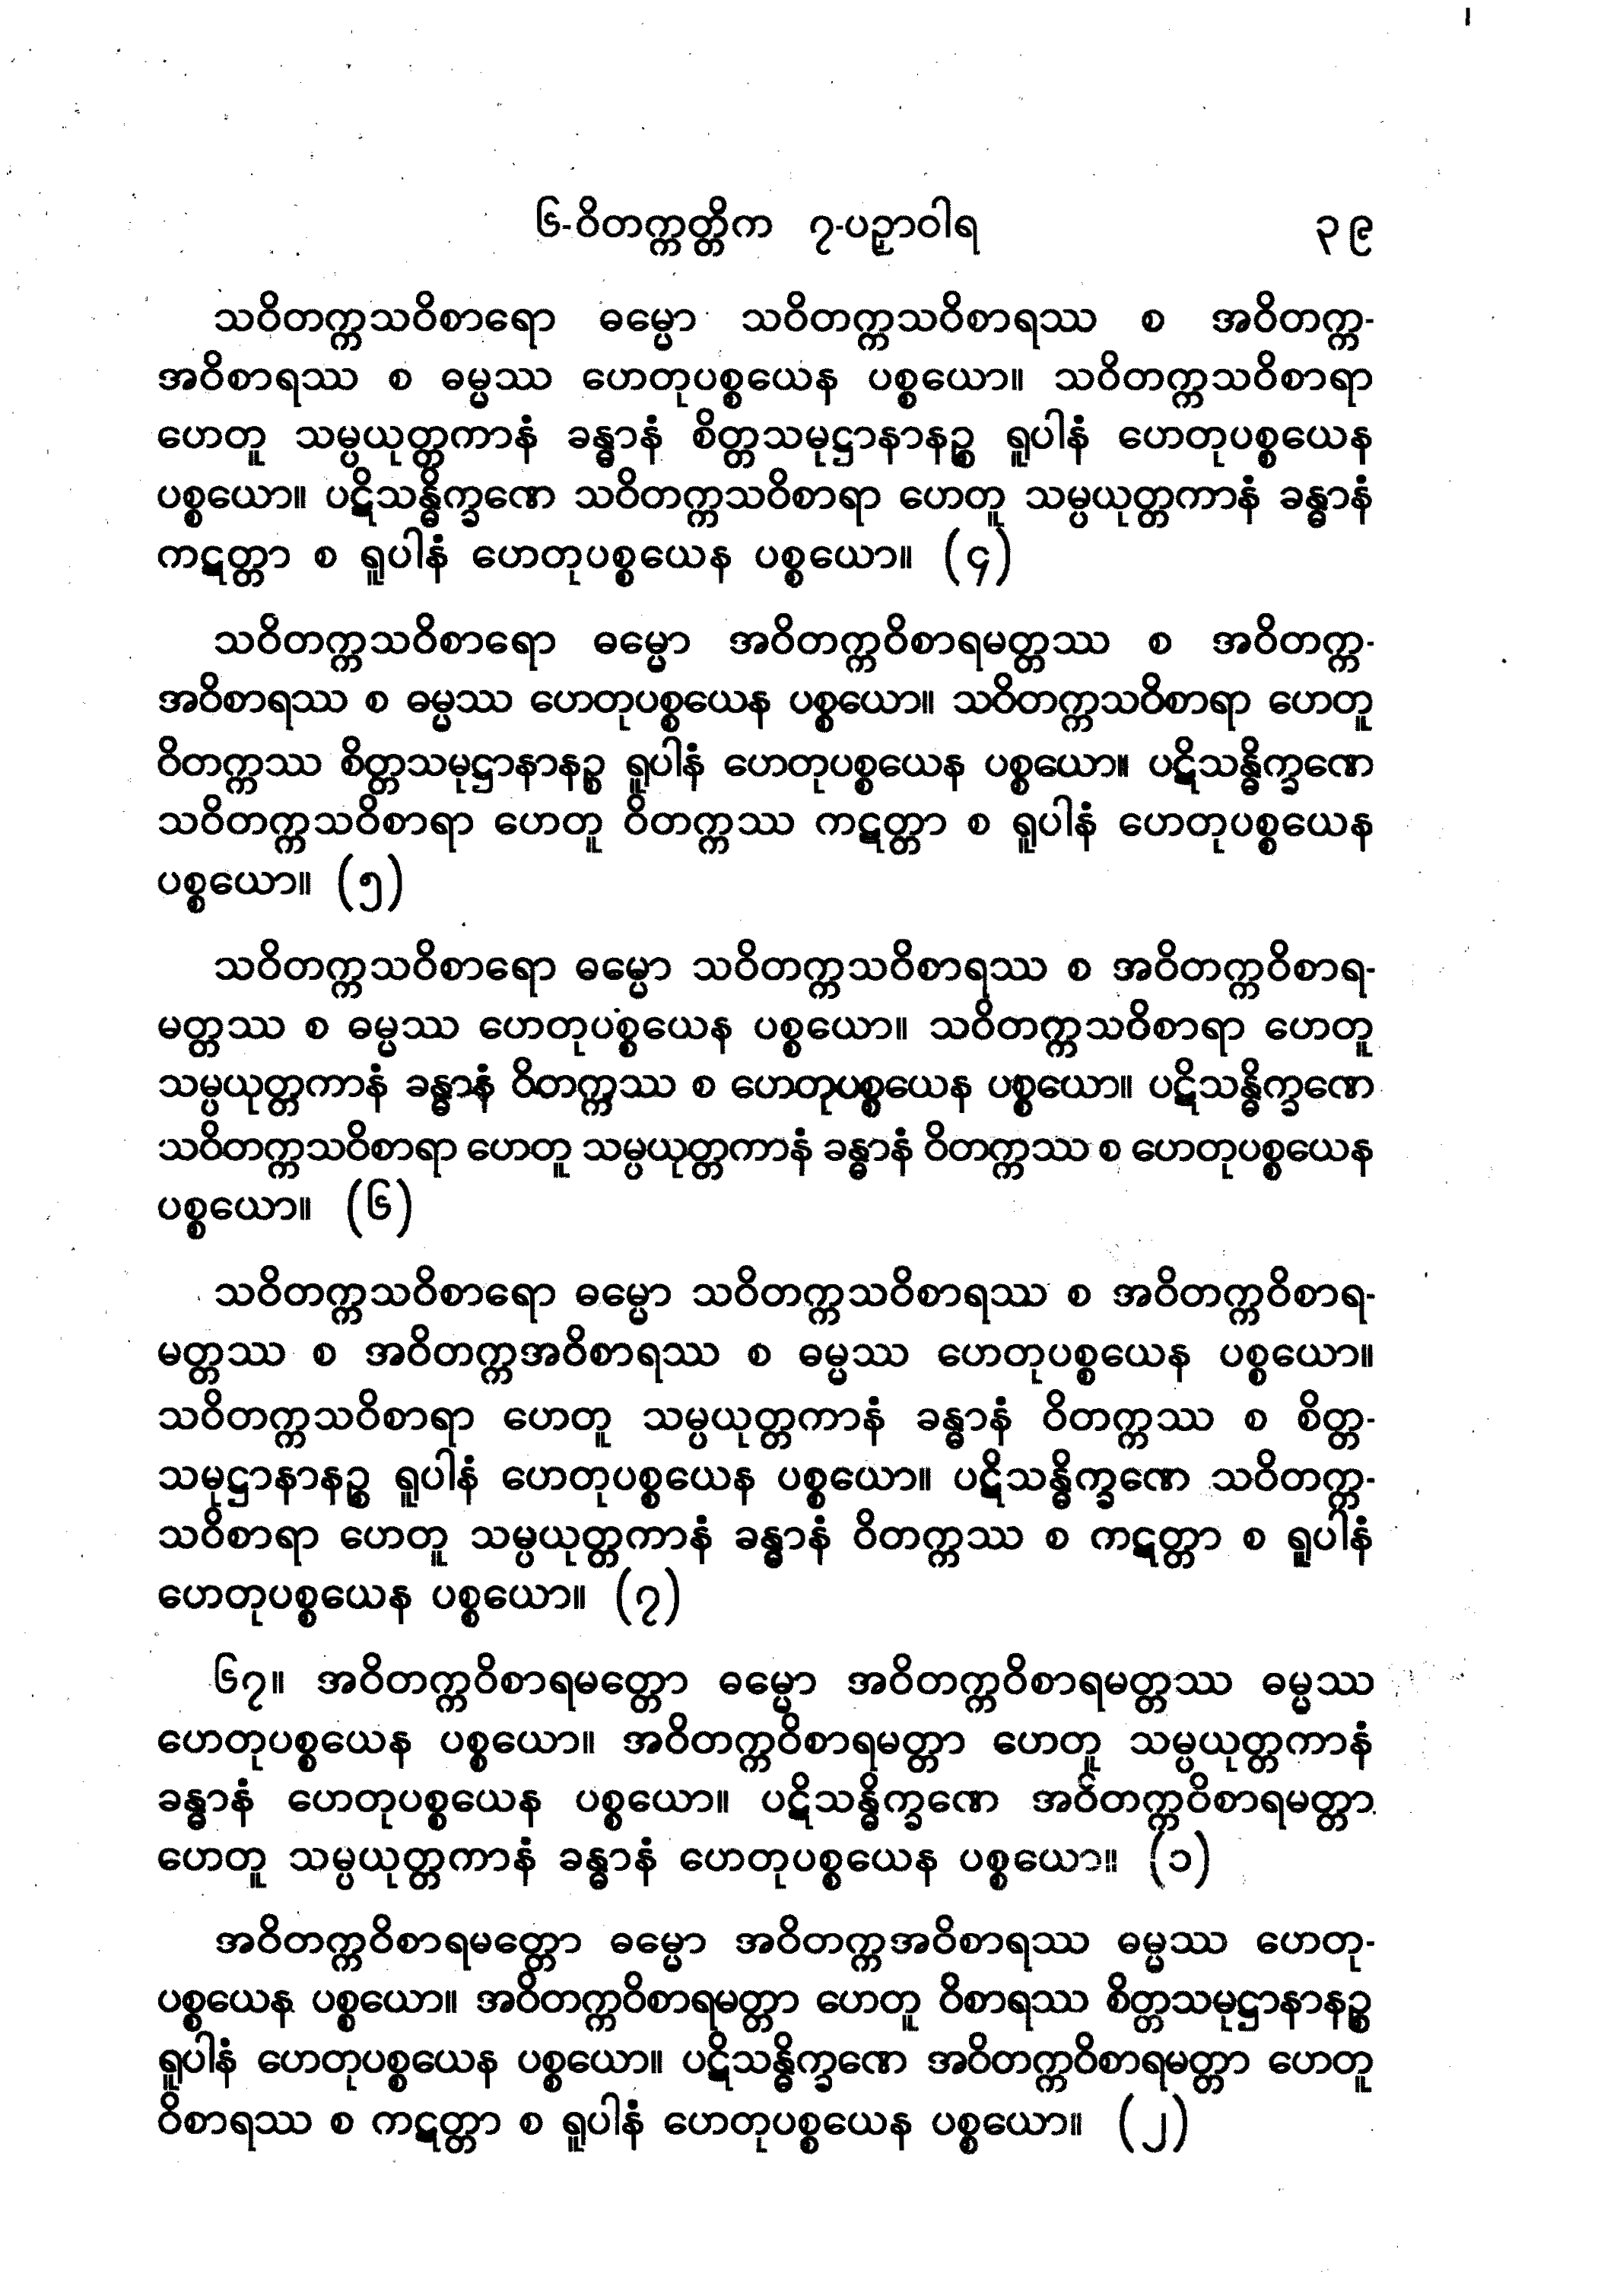 ၆-ဝိတက္ကတ္တိက ၇-ပဉှာဝါရ ၃၉
သဝိတက္ကသဝိစာရော ဓမ္မော သဝိတက္ကသဝိစာရဿ စ အဝိတက္က-
အဝိစာရဿ စ ဓမ္မဿ ဟေတုပစ္စယေန ပစ္စယော။ သဝိတက္ကသဝိစာရာ
ဟေတူ သမ္ပယုတ္တကာနံ ခန္ဓာနံ စိတ္တသမုဋ္ဌာနာနဉ္စ ရူပါနံ ဟေတုပစ္စယေန
ပစ္စယော။ ပဋိသန္ဓိက္ခဏေ သဝိတက္ကသဝိစာရာ ဟေတူ သမ္ပယုတ္တကာနံ ခန္ဓာနံ
ကဋတ္တာ စ ရူပါနံ ဟေတုပစ္စယေန ပစ္စယော။ (၄)
သဝိတက္ကသဝိစာရော ဓမ္မော အဝိတက္ကဝိစာရမတ္တဿ စ အဝိတက္က-
အဝိစာရဿ စ ဓမ္မဿ ဟေတုပစ္စယေန ပစ္စယော။ သဝိတက္ကသဝိစာရာ ဟေတူ
ဝိတက္ကဿ စိတ္တသမုဋ္ဌာနာနဉ္စ ရူပါနံ ဟေတုပစ္စယေန ပစ္စယော။ ပဋိသန္ဓိက္ခဏေ
သဝိတက္ကသဝိစာရာ ဟေတူ ဝိတက္ကဿ ကဋတ္တာ စ ရူပါနံ ဟေတုပစ္စယေန
ပစ္စယော။ (၅)
သဝိတက္ကသဝိစာရော ဓမ္မော သဝိတက္ကသဝိစာရဿ စ အဝိတက္ကဝိစာရ-
မတ္တဿ စ ဓမ္မဿ ဟေတုပစ္စယေန ပစ္စယော။ သဝိတက္ကသဝိစာရာ ဟေတူ
သမ္ပယုတ္တကာနံ ခန္ဓာနံ ဝိတက္ကဿ စ ဟေတုပစ္စယေန ပစ္စယော။ ပဋိသန္ဓိက္ခဏေ
သဝိတက္ကသဝိစာရာ ဟေတူ သမ္ပယုတ္တကာနံ ခန္ဓာနံ ဝိတက္ကဿ စ ဟေတုပစ္စယေန
ပစ္စယော။ (၆)
သဝိတက္ကသဝိစာရော ဓမ္မော သဝိတက္ကသဝိစာရဿ စ အဝိတက္ကဝိစာရ-
မတ္တဿ စ အဝိတက္ကအဝိစာရဿ စ ဓမ္မဿ ဟေတုပစ္စယေန ပစ္စယော။
သဝိတက္ကသဝိစာရာ ဟေတူ သမ္ပယုတ္တကာနံ ခန္ဓာနံ ဝိတက္ကဿ စ စိတ္တ-
သမုဋ္ဌာနာနဉ္စ ရူပါနံ ဟေတုပစ္စယေန ပစ္စယော။ ပဋိသန္ဓိက္ခဏေ သဝိတက္က-
သဝိစာရာ ဟေတူ သမ္ပယုတ္တကာနံ ခန္ဓာနံ ဝိတက္ကဿ စ ကဋတ္တာ စ ရူပါနံ
ဟေတုပစ္စယေန ပစ္စယော။ (၇)
၆၇။ အဝိတက္ကဝိစာရမတ္တော ဓမ္မော အဝိတက္ကဝိစာရမတ္တဿ ဓမ္မဿ
ဟေတုပစ္စယေန ပစ္စယော။ အဝိတက္ကဝိစာရမတ္တာ ဟေတူ သမ္ပယုတ္တကာနံ
ခန္ဓာနံ ဟေတုပစ္စယေန ပစ္စယော။ ပဋိသန္ဓိက္ခဏေ အဝိတက္ကဝိစာရမတ္တာ
ဟေတူ သမ္ပယုတ္တကာနံ ခန္ဓာနံ ဟေတုပစ္စယေန ပစ္စယော။ (၁)
အဝိတက္ကဝိစာရမတ္တော ဓမ္မော အဝိတက္ကအဝိစာရဿ ဓမ္မဿ ဟေတု-
ပစ္စယေန ပစ္စယော။ အဝိတက္ကဝိစာရမတ္တာ ဟေတူ ဝိစာရဿ စိတ္တသမုဋ္ဌာနာနဉ္စ
ရူပါနံ ဟေတုပစ္စယေန ပစ္စယော။ ပဋိသန္ဓိက္ခဏေ အဝိတက္ကဝိစာရမတ္တာ ဟေတူ
ဝိစာရဿ စ ကဋတ္တာ စ ရူပါနံ ဟေတုပစ္စယေန ပစ္စယော။ (၂)